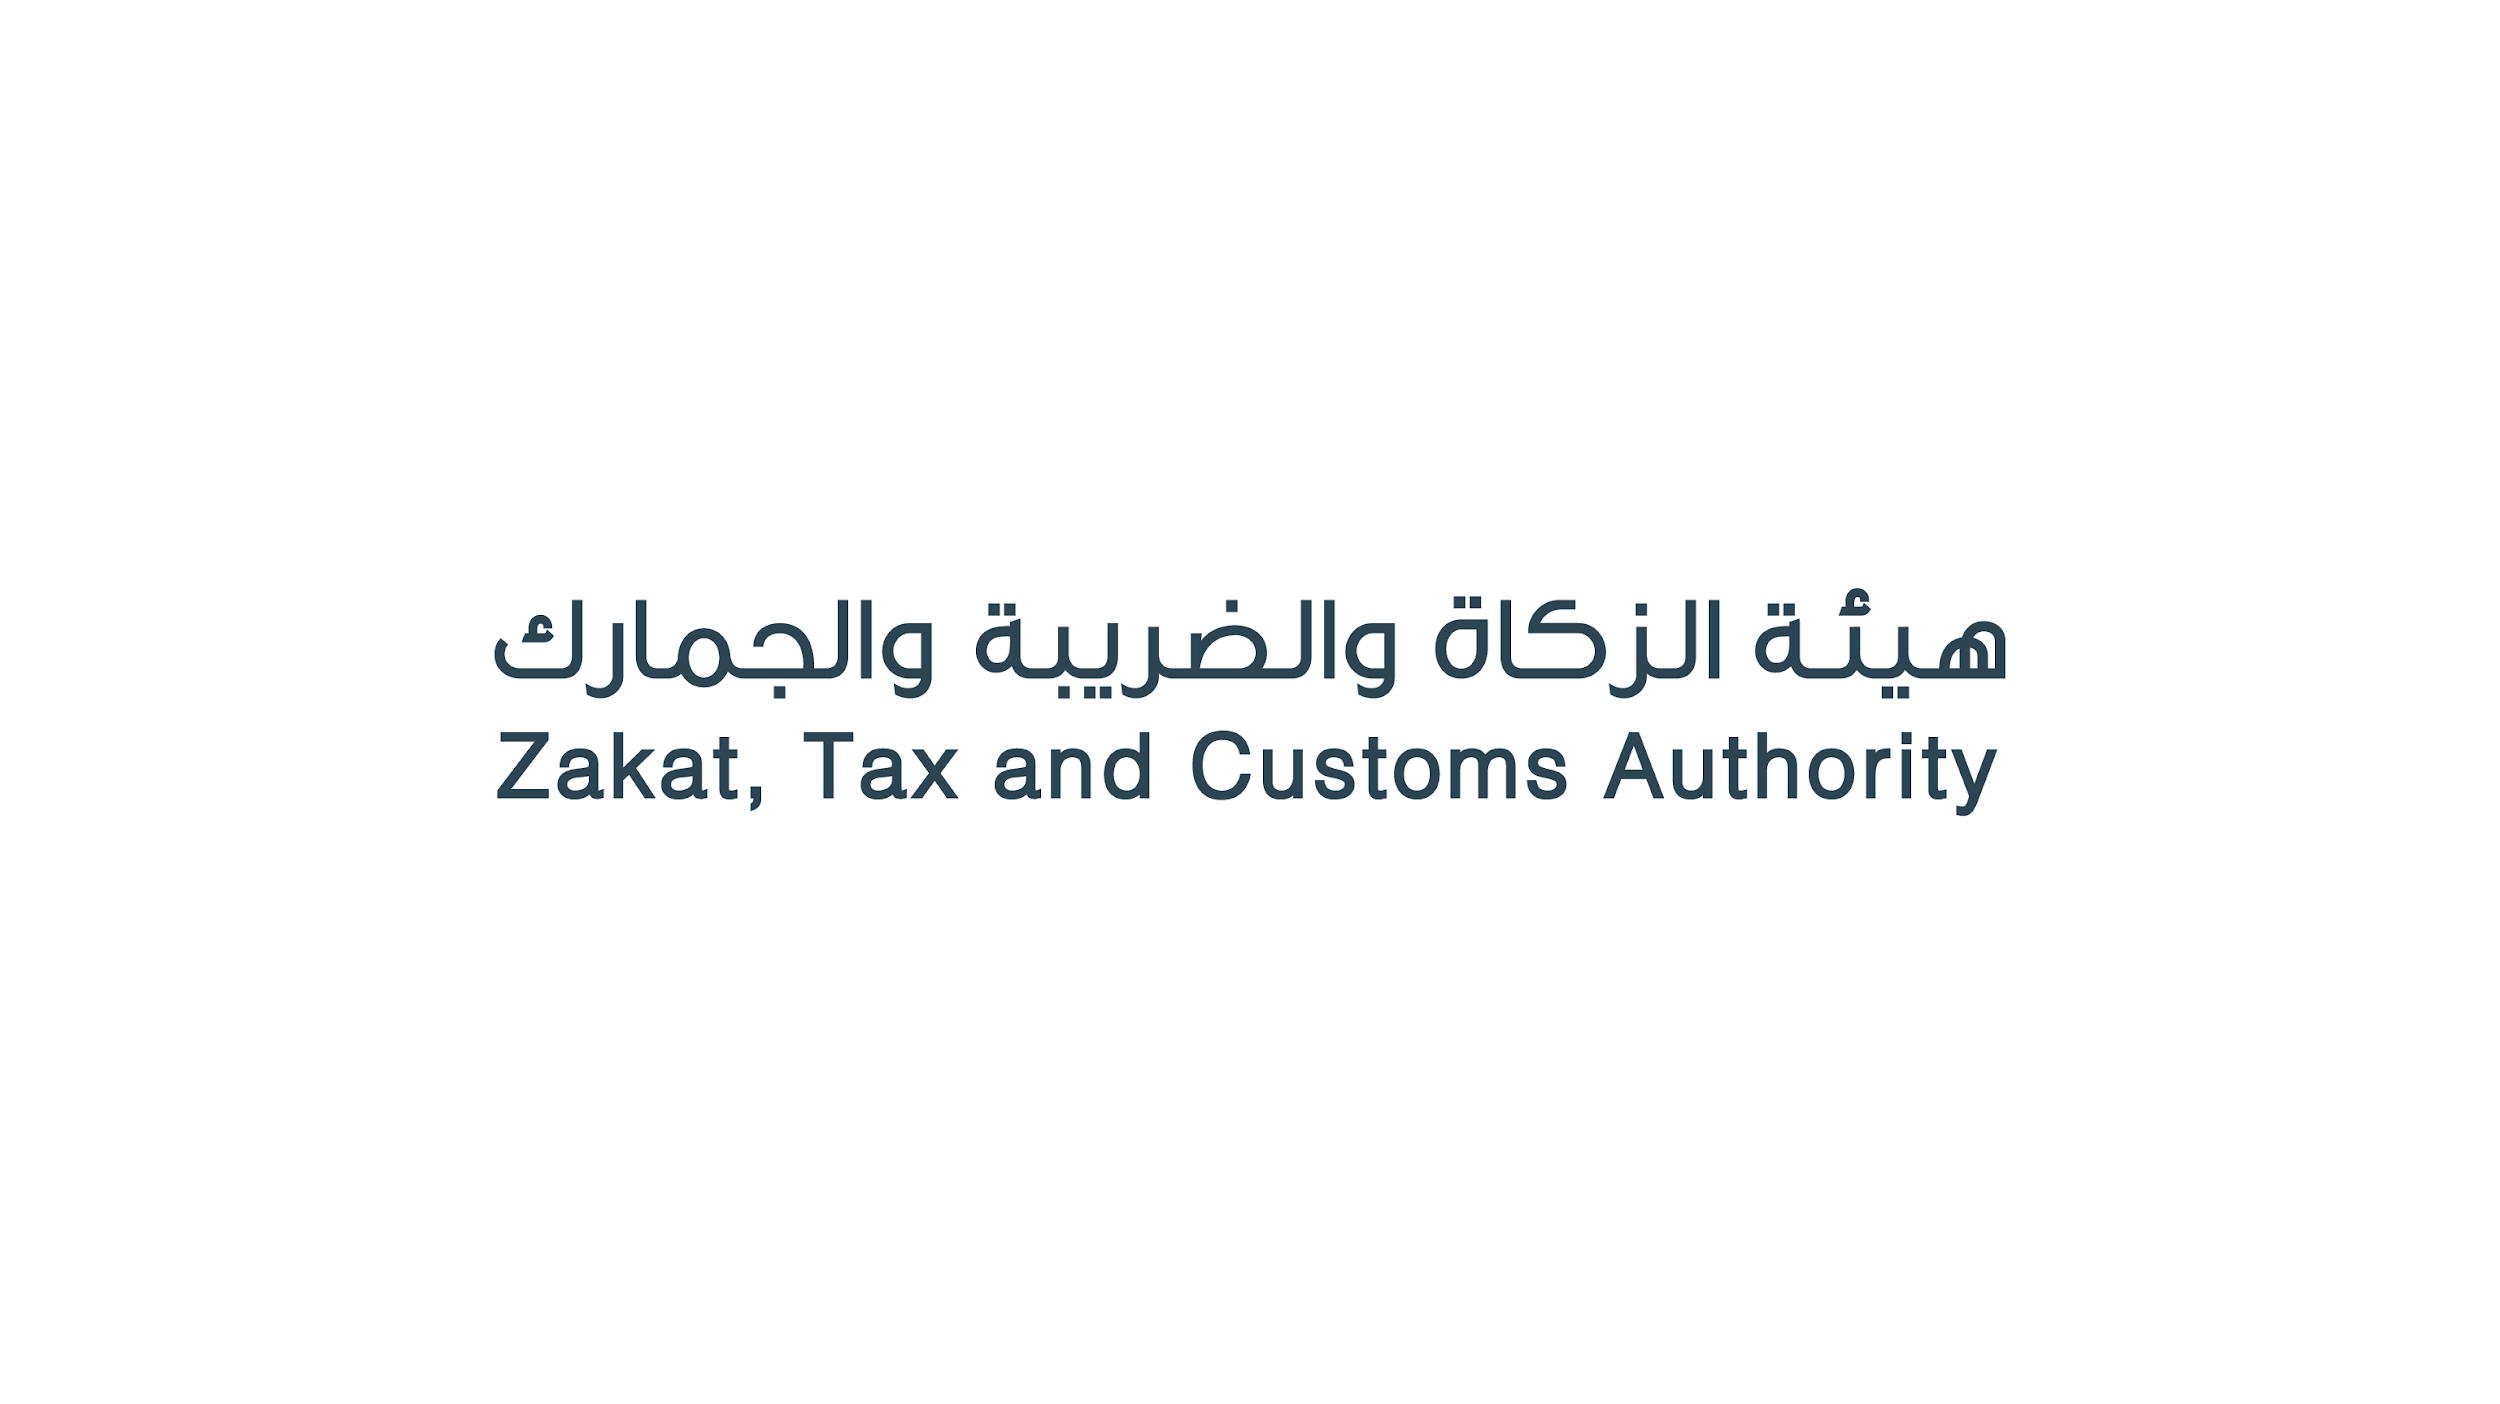 هيئة الزكاة والضريبة والجمارك
Zakat, Tax and Customs Authority